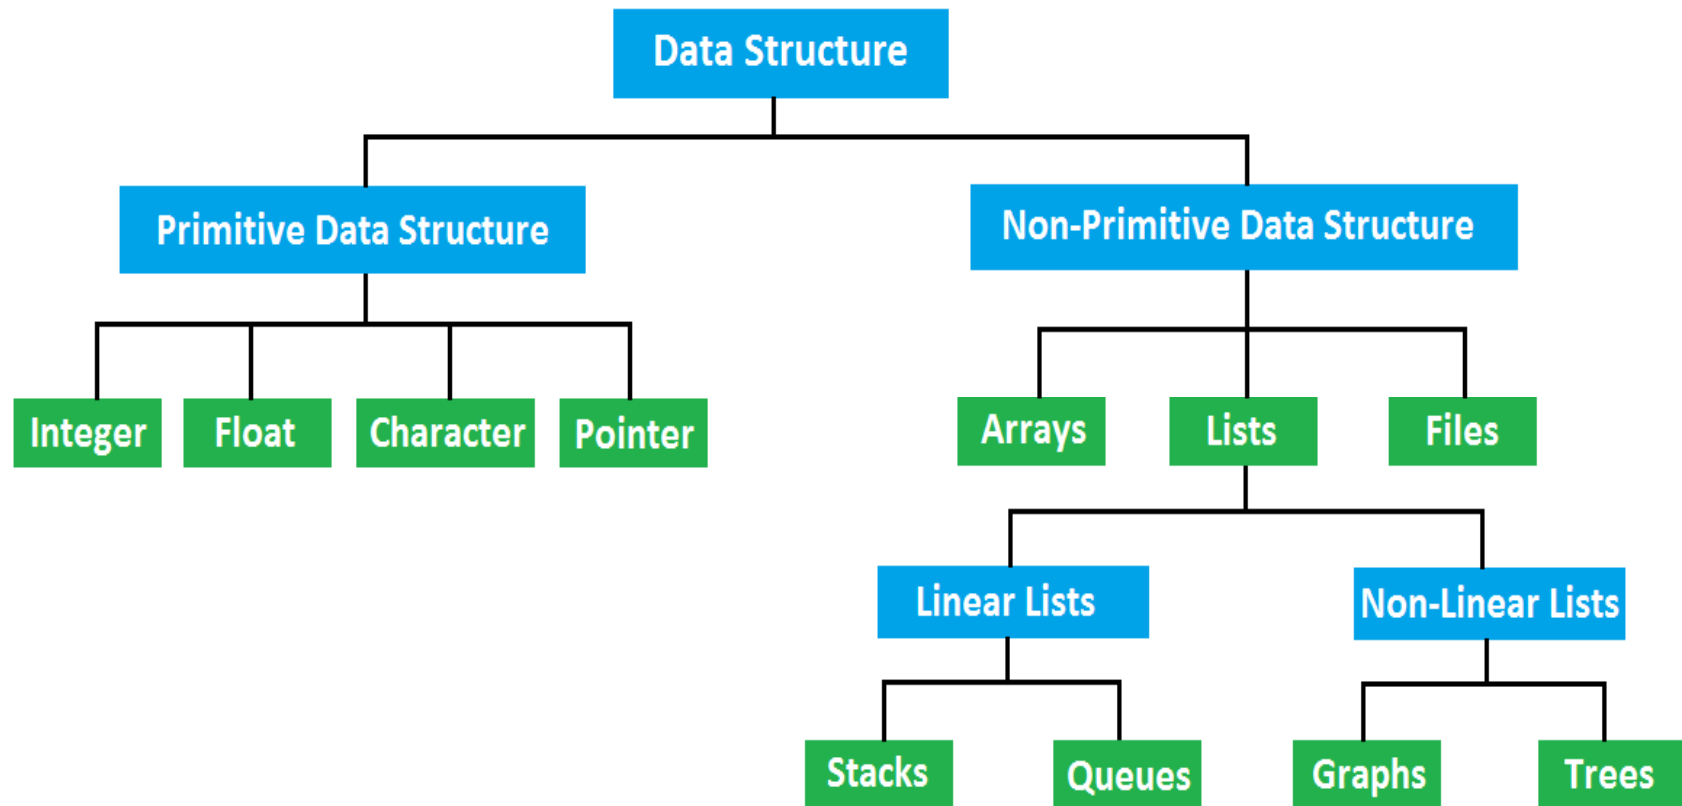 Data Structure
Primitive Data Structure
Non-Primitive Data Structure
Integer
Float
Character
Pointer
Arrays
Lists
Files
Linear Lists
Non-Linear Lists
Stacks
Queues
Graphs
Trees